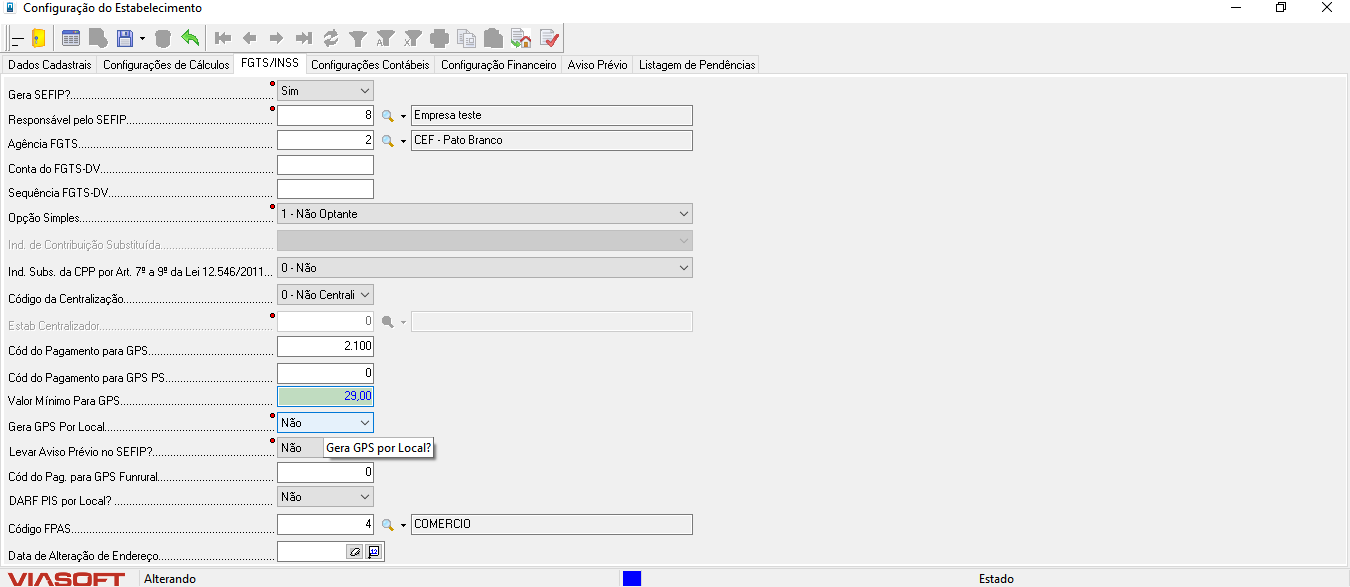 Configuração do Estabelecimento
Dados Cadastrais Configurações de Cálculos FGTS/INSS Configurações Contábeis Configuração Financeiro Aviso Prévio Listagem de Pendências
Gera SEFIP? Sim
Responsável pelo SEFIP 8 Empresa teste
Agência FGTS 2 CEF - Pato Branco
Conta do FGTS-DV
Sequência FGTS-DV
Opção Simples 1 - Não Optante
Ind. de Contribuição Substituída
Ind. Subs. da CPP por Art. 7º a 9º da Lei 12.546/2011... 0 - Não
Código da Centralização 0 - Não Centrali
Estab Centralizador 0
Cód do Pagamento para GPS 2.100
Cód do Pagamento para GPS PS 0
Valor Mínimo Para GPS 29,00
Gera GPS Por Local Não
Levar Aviso Prévio no SEFIP? Não Gera GPS por Local?
Cód do Pag. para GPS Funrural 0
DARF PIS por Local? Não
Código FPAS 4 COMERCIO
Data de Alteração de Endereço 12
VIASOFT Alterando Estado